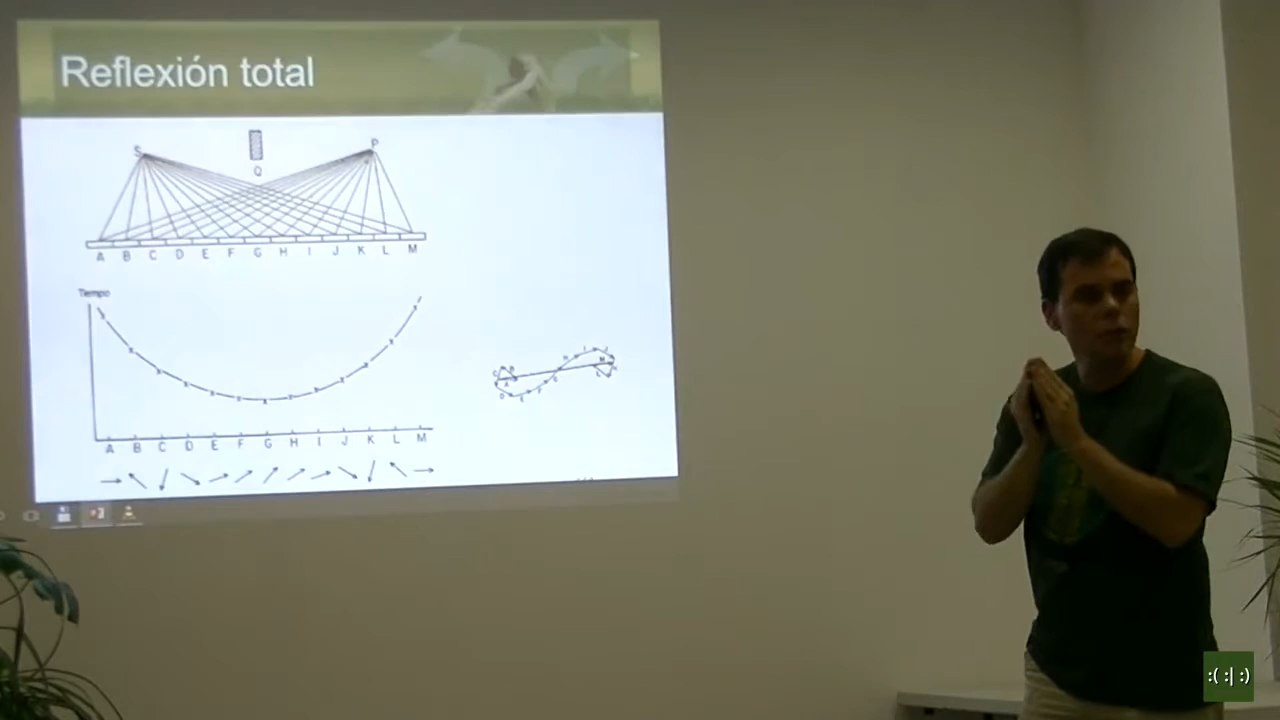 Reflexión total
S P
Q
A B C D E F G H I J K L M
Tiempo
A B C D E F G H I J K L M
:( :| :)